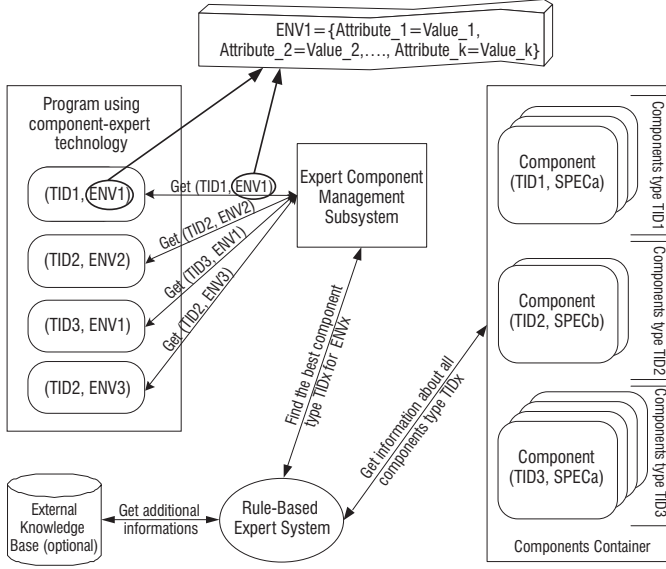 ENV1={Attribute_1=Value_1,
Attribute_2=Value_2,...., Attribute_k=Value_k}
Program using
component-expert
technology
(TID1, ENV1)
(TID2, ENV2)
(TID3, ENV1)
(TID2, ENV3)
Get (TID1, ENV1)
Get (TID2, ENV2)
Get (TID3, ENV1)
Get (TID2, ENV3)
Expert Component
Management
Subsystem
Find the best component
type TIDx for ENVx
Get information about all
components type TIDx
Component
(TID1, SPECa)
Components type TID1
Component
(TID2, SPECb)
Components type TID2
Component
(TID3, SPECa)
Components type TID3
Components Container
External
Knowledge
Base (optional)
Get additional
informations
Rule-Based
Expert System